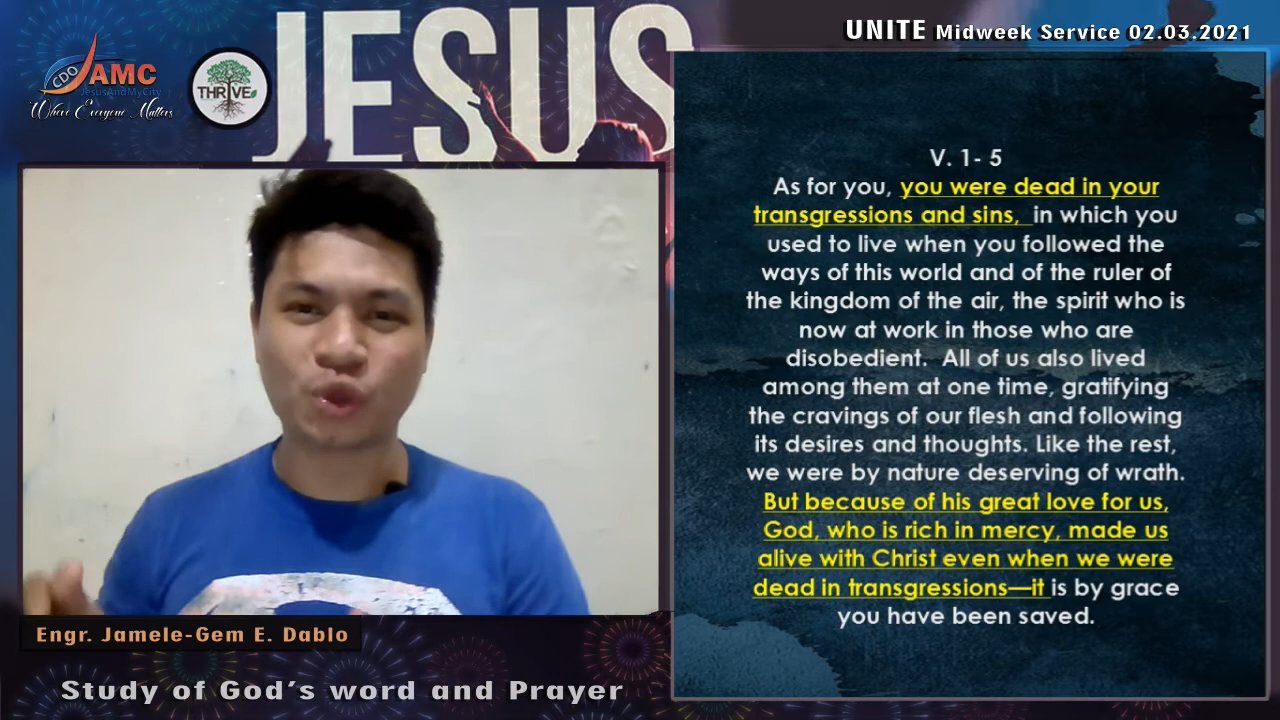 UNITE Midweek Service 02.03.2021
JESUS
CDO
AMC
JesusAndMyCity
Where Everyone Matters
THRIVE
V. 1- 5
As for you, you were dead in your
transgressions and sins, in which you
used to live when you followed the
ways of this world and of the ruler of
the kingdom of the air, the spirit who is
now at work in those who are
disobedient. All of us also lived
among them at one time, gratifying
the cravings of our flesh and following
its desires and thoughts. Like the rest,
we were by nature deserving of wrath.
But because of his great love for us,
God, who is rich in mercy, made us
alive with Christ even when we were
dead in transgressions—it is by grace
you have been saved.
Engr. Jamele-Gem E. Dablo
Study of God's word and Prayer